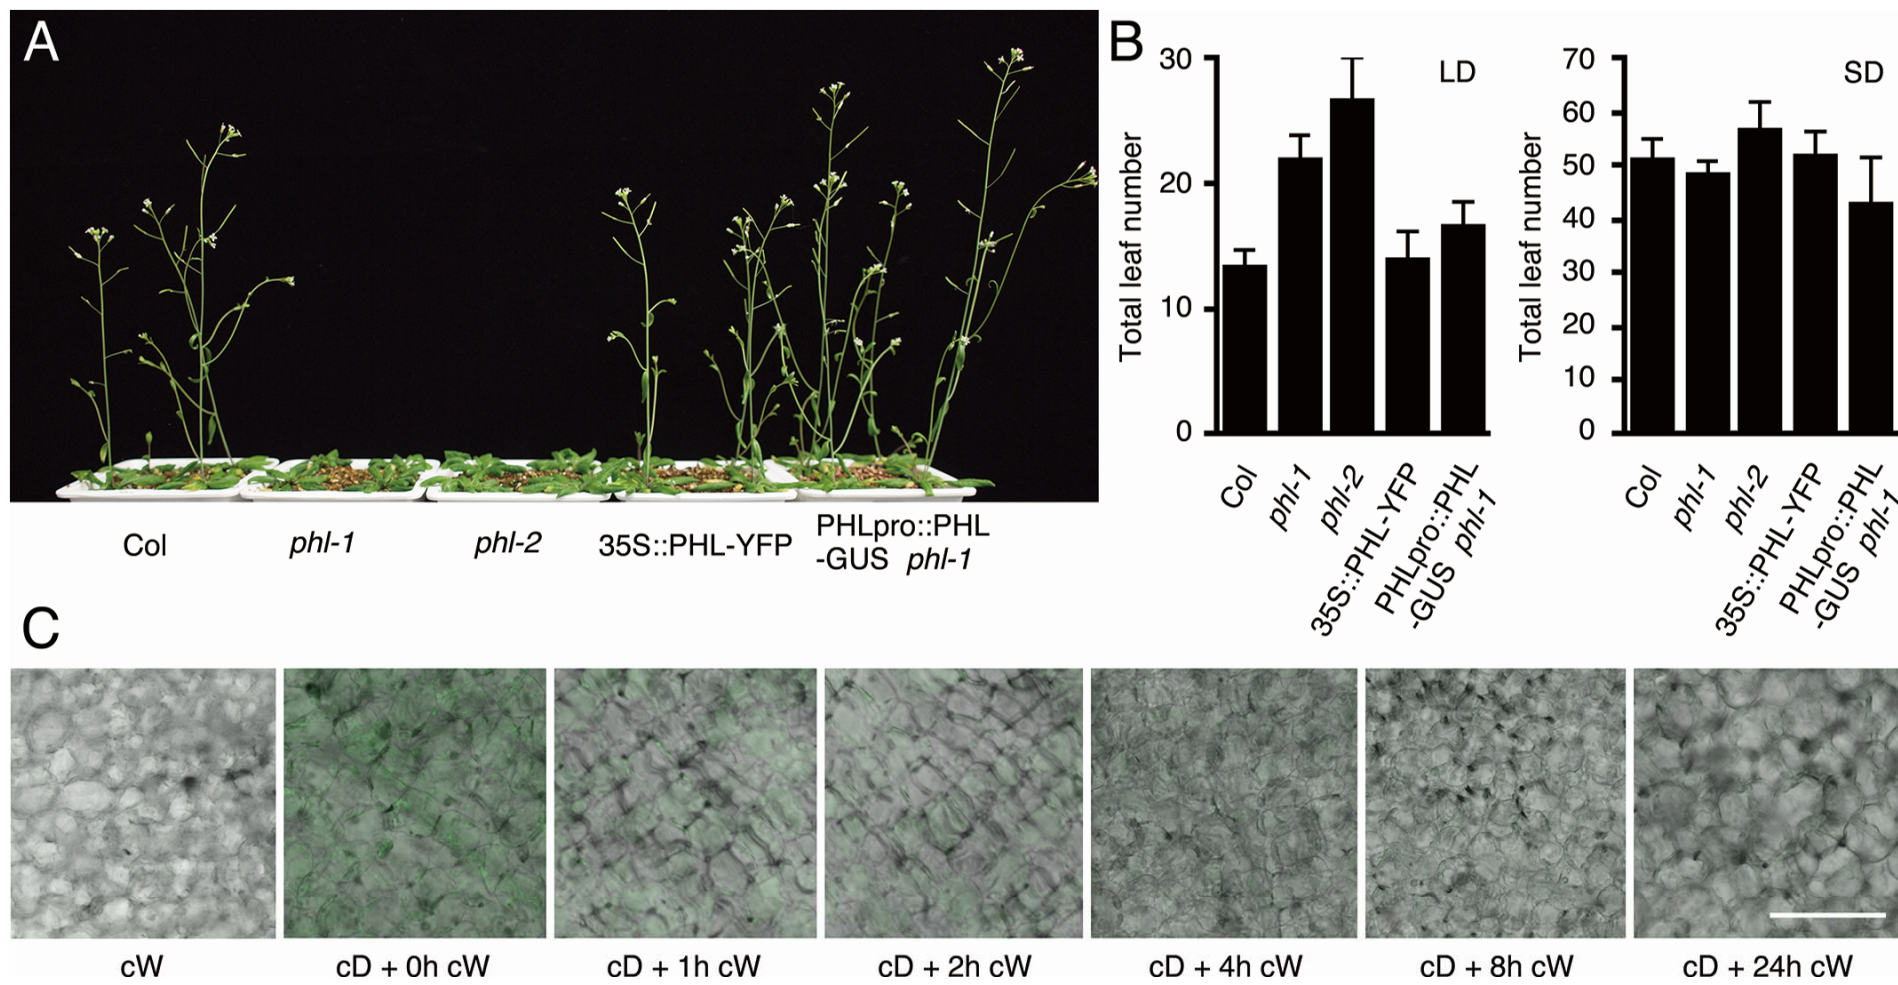 A
Col
phl-1
phl-2
35S::PHL-YFP
PHLpro::PHL
-GUS phl-1
B
Total leaf number
30
20
10
0
LD
Col
phl-1
phl-2
35S::PHL-YFP
PHLpro::PHL
-GUS phl-1
Total leaf number
70
60
50
40
30
20
10
0
SD
Col
phl-1
phl-2
35S::PHL-YFP
PHLpro::PHL
-GUS phl-1
C
cW
cD + 0h cW
cD + 1h cW
cD + 2h cW
cD + 4h cW
cD + 8h cW
cD + 24h cW